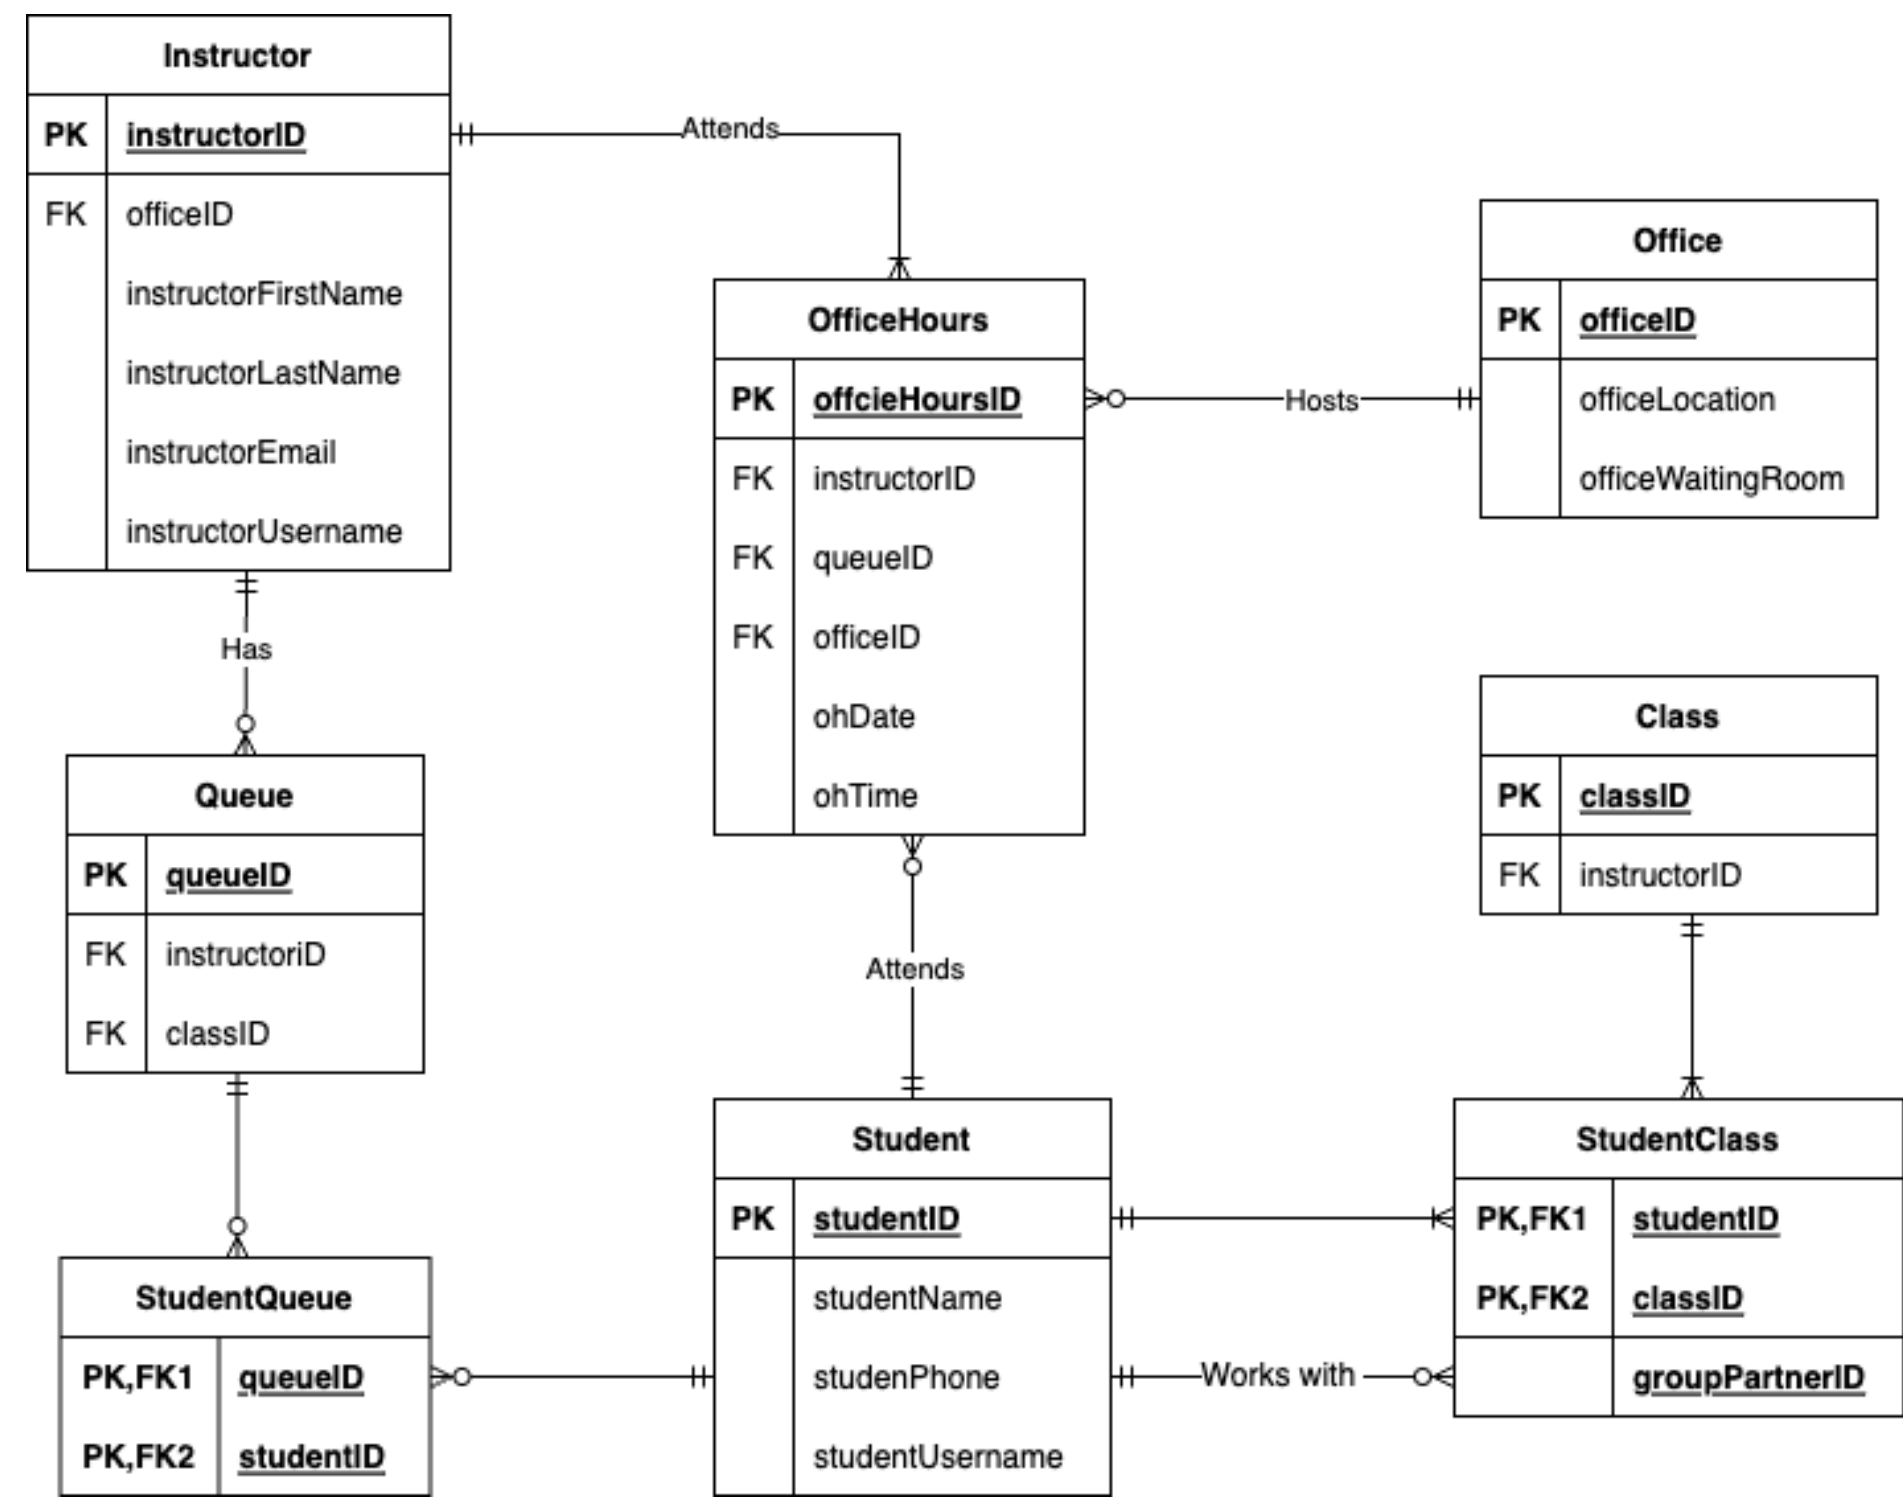 Instructor
PK instructorID
FK officeID
instructorFirstName
instructorLastName
instructorEmail
instructorUsername
Attends
Office
PK officeID
officeLocation
officeWaitingRoom
OfficeHours
PK offcieHoursID
FK instructorID
FK queueID
FK officeID
ohDate
ohTime
Hosts
Has
Queue
PK queueID
FK instructoriD
FK classID
Class
PK classID
FK instructorID
Attends
Student
PK studentID
studentName
studenPhone
studentUsername
StudentClass
PK,FK1 studentID
PK,FK2 classID
groupPartnerID
Works with
StudentQueue
PK,FK1 queueID
PK,FK2 studentID